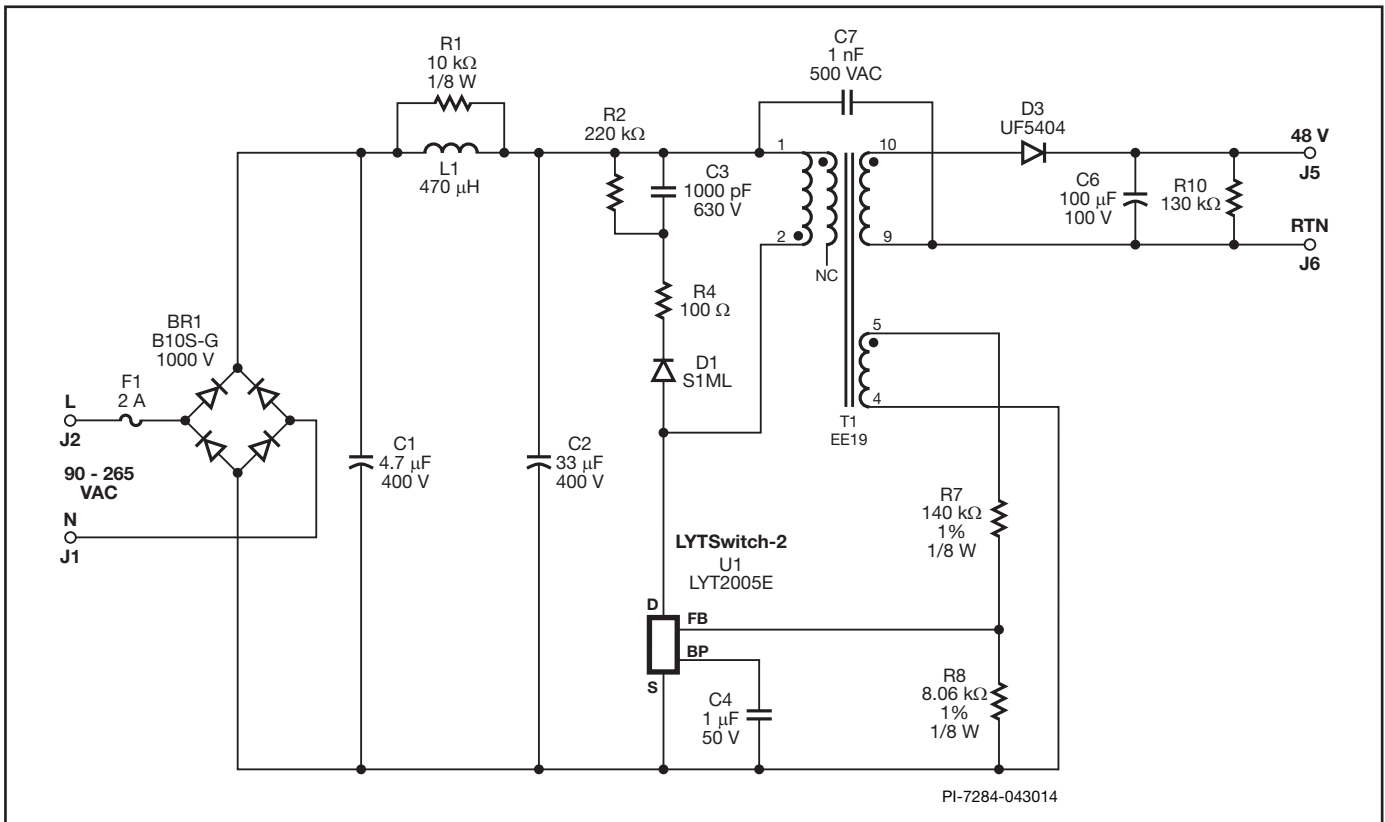 R1
10 kΩ
1/8 W
L1
470 μH
R2
220 kΩ
C3
1000 pF
630 V
C7
1 nF
500 VAC
1
2
NC
10
9
D3
UF5404
48 V
J5
C6
100 μF
100 V
R10
130 kΩ
RTN
J6
R4
100 Ω
D1
S1ML
5
4
T1
EE19
BR1
B10S-G
1000 V
F1
2 A
L
J2
90 - 265
VAC
N
J1
C1
4.7 μF
400 V
C2
33 μF
400 V
R7
140 kΩ
1%
1/8 W
LYTSwitch-2
U1
LYT2005E
D
FB
BP
S
C4
1 μF
50 V
R8
8.06 kΩ
1%
1/8 W
PI-7284-043014